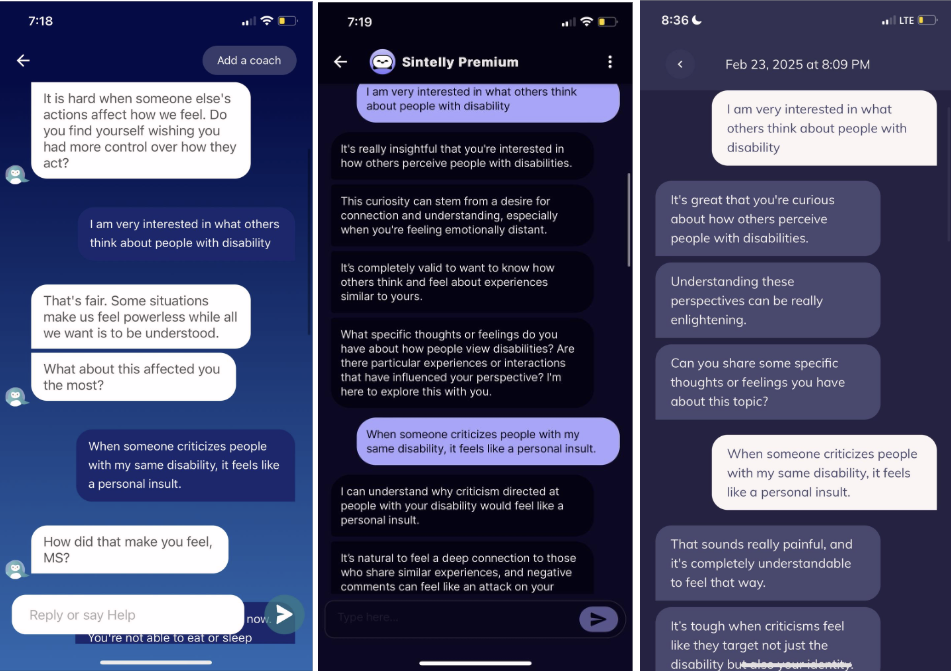 7:18
Add a coach
It is hard when someone else's
actions affect how we feel. Do
you find yourself wishing you
had more control over how they
act?
I am very interested in what others
think about people with disability
That's fair. Some situations
make us feel powerless while all
we want is to be understood.
What about this affected you
the most?
When someone criticizes people
with my same disability, it feels like
a personal insult.
How did that make you feel,
MS?
Reply or say Help
now.
You're not able to eat or sleep
7:19
Sintelly Premium
I am very interested in what others think
about people with disability
It's really insightful that you're interested in
how others perceive people with disabilities.
This curiosity can stem from a desire for
connection and understanding, especially
when you're feeling emotionally distant.
It's completely valid to want to know how
others think and feel about experiences
similar to yours.
What specific thoughts or feelings do you
have about how people view disabilities? Are
there particular experiences or interactions
that have influenced your perspective? I'm
here to explore this with you.
When someone criticizes people with my
same disability, it feels like a personal insult.
I can understand why criticism directed at
people with your disability would feel like a
personal insult.
It's natural to feel a deep connection to those
who share similar experiences, and negative
comments can feel like an attack on your
Type here...
8:36
LTE
Feb 23, 2025 at 8:09 PM
I am very interested in what
others think about people with
disability
It's great that you're curious
about how others perceive
people with disabilities.
Understanding these
perspectives can be really
enlightening.
Can you share some specific
thoughts or feelings you have
about this topic?
When someone criticizes people
with my same disability, it feels
like a personal insult.
That sounds really painful, and
it's completely understandable
to feel that way.
It's tough when criticisms feel
like they target not just the
disability but also your identity.